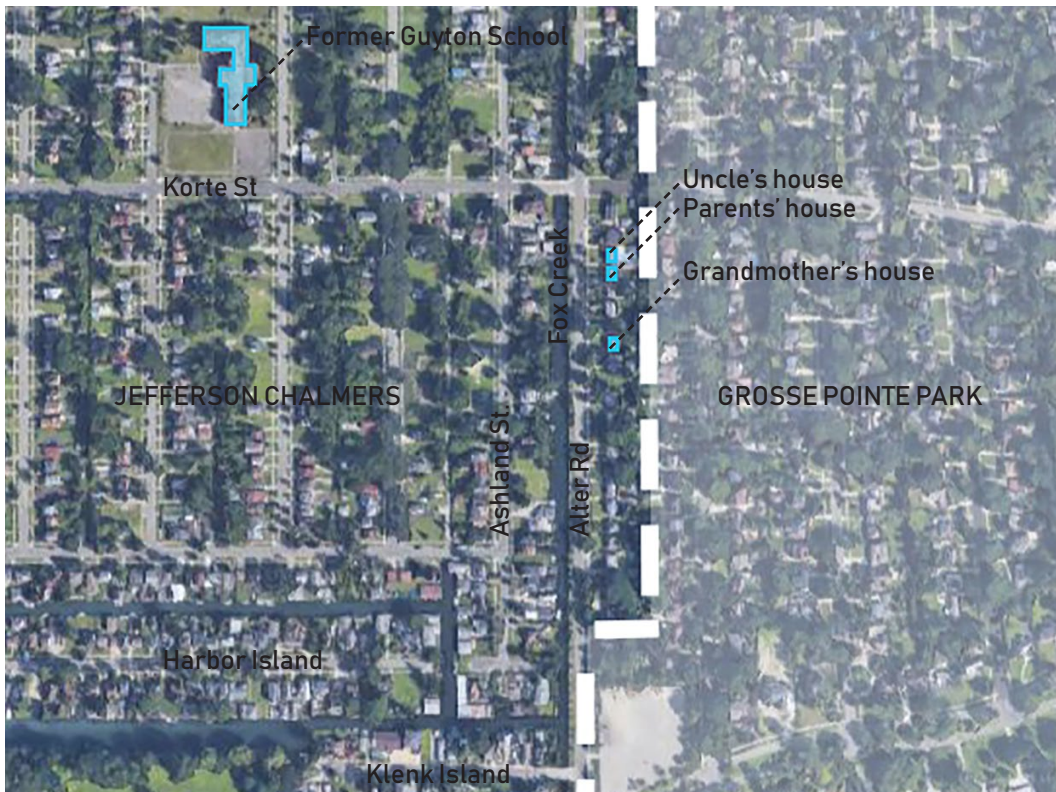 Former Guyton School
Korte St
Uncle's house
Parents' house
Grandmother's house
Fox Creek
JEFFERSON CHALMERS
GROSSE POINTE PARK
Ashland St.
Alter Rd
Harbor Island
Klenk Island